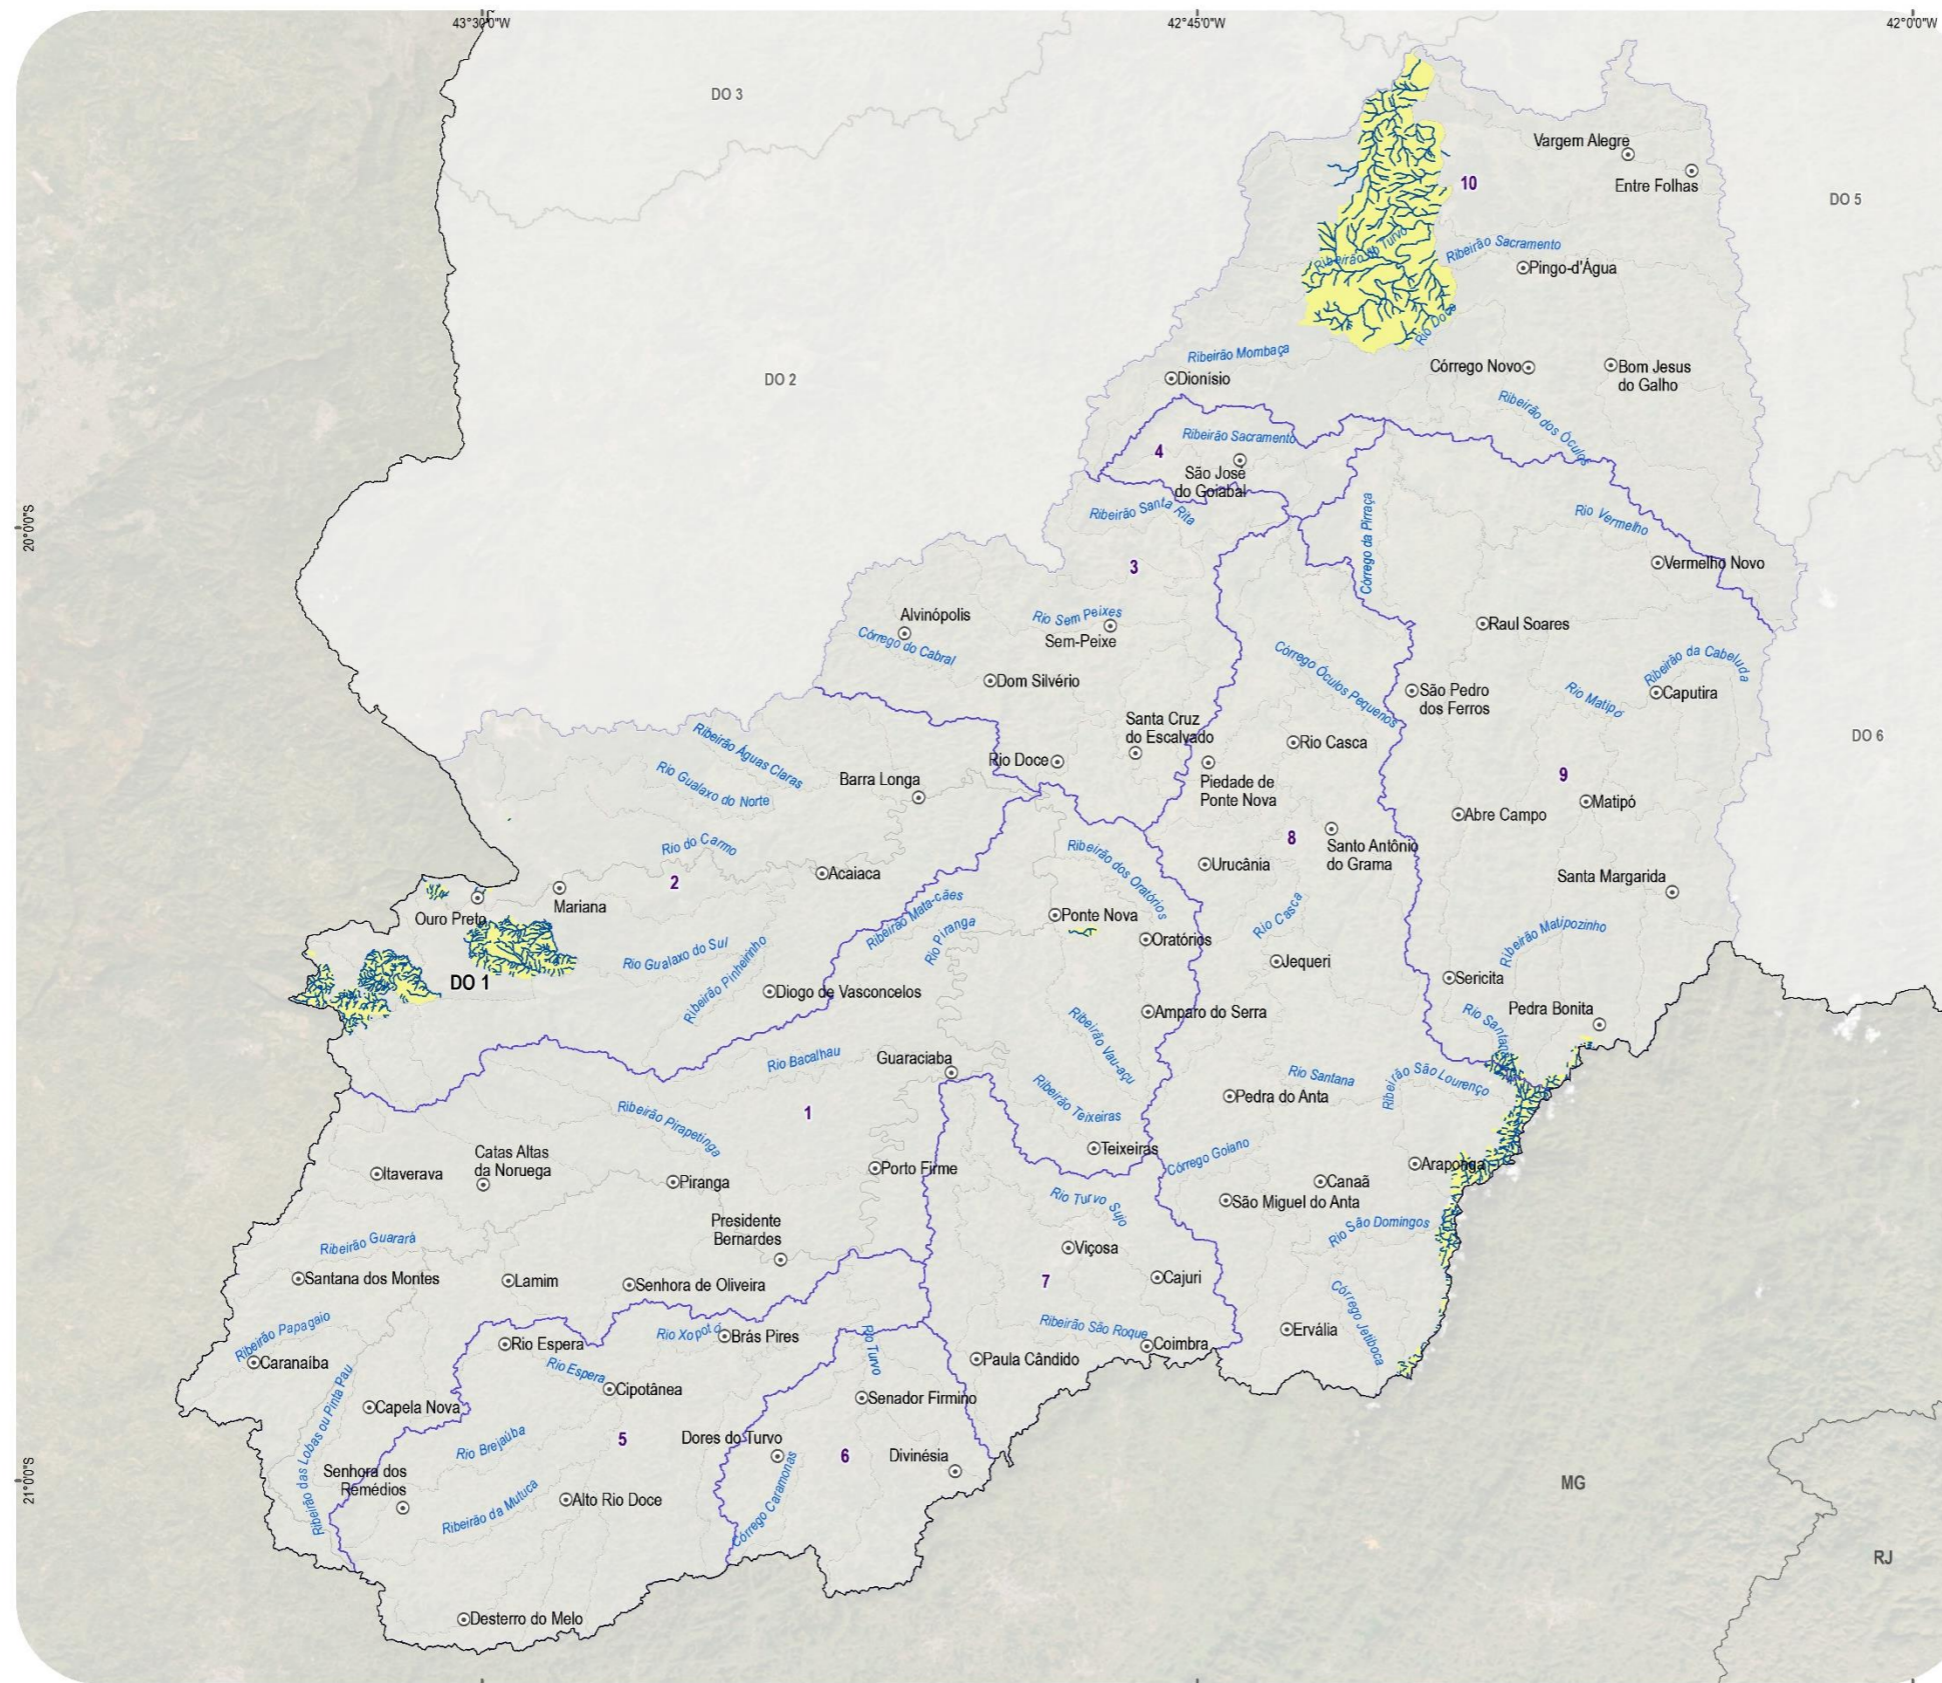 43°30'0"W
42°45'0"W
42°0'0"W
DO 3
Vargem Alegre
10
Entre Folhas
DO 5
Ribeirão do Turvo
Ribeirão Sacramento
Pingo-d'Água
Rio Doce
Ribeirão Mombaça
DO 2
Dionísio
Córrego Novo
Bom Jesus
do Galho
Ribeirão dos Óculos
Ribeirão Sacramento
4
São José
do Goiabal
Ribeirão Santa Rita
Córrego da Pirraça
Rio Vermelho
20°0'0"S
3
Vermelho Novo
Alvinópolis
Rio Sem Peixes
Sem-Peixe
Córrego do Cabral
Raul Soares
Dom Silvério
Córrego Óculos Pequenos
São Pedro
dos Ferros
Rio Matipó
Ribeirão da Cabeluda
Caputira
Santa Cruz
do Escalvado
Ribeirão Águas Claras
Rio Gualaxo do Norte
Barra Longa
Rio Doce
Rio Casca
DO 6
Piedade de
Ponte Nova
9
Matipó
Abre Campo
Rio do Carmo
8
Santo Antônio
do Grama
Ribeirão dos Oratórios
Urucânia
2
Acaiaca
Santa Margarida
Mariana
Ouro Preto
Ribeirão Mata-cães
Rio Piranga
Ponte Nova
Oratórios
Rio Casca
Ribeirão Matipozinho
Rio Gualaxo do Sul
Ribeirão Pinheirinho
Jequeri
Sericita
DO 1
Diogo de Vasconcelos
Amparo do Serra
Pedra Bonita
Rio Santana
Ribeirão Vau-açu
Rio Bacalhau
Guaraciaba
Rio Santana
Ribeirão São Lourenço
Pedra do Anta
Ribeirão Teixeiras
1
Ribeirão Pirapetinga
Teixeiras
Córrego Goiano
Catas Altas
da Noruega
Itaverava
Piranga
Porto Firme
Araponga
Canaã
São Miguel do Anta
Rio Turvo Sujo
Presidente
Bernardes
Rio São Domingos
Ribeirão Guarará
Viçosa
Santana dos Montes
Lamim
Senhora de Oliveira
7
Cajuri
Ribeirão Papagaio
Rio Xopotó
Brás Pires
Rio Turvo
Ribeirão São Roque
Coimbra
Ervália
Córrego Jetiboca
Rio Espera
Caranaíba
Rio Espera
Cipotânea
Paula Cândido
Senador Firmino
Ribeirão das Lobas ou Pinta Pau
Capela Nova
Rio Brejaúba
5
Dores do Turvo
6
Divinésia
Senhora dos
Remédios
21°0'0"S
Ribeirão da Mutuca
Alto Rio Doce
Córrego Caramonas
MG
RJ
Desterro do Melo